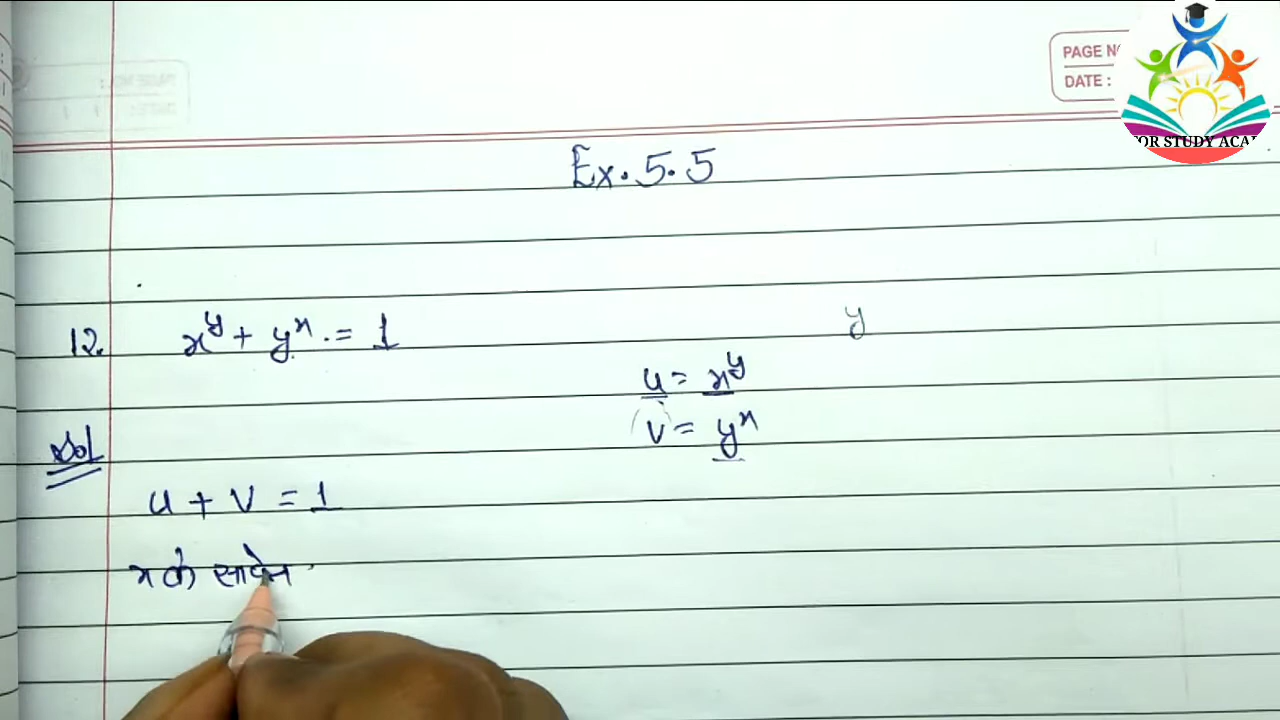 PAGE N
DATE :
OR STUDY ACA
Ex. 5.5
12. x^y + y^x = 1
y
u = x^y
v = y^x
Sol
u + v = 1
x के सापेक्ष